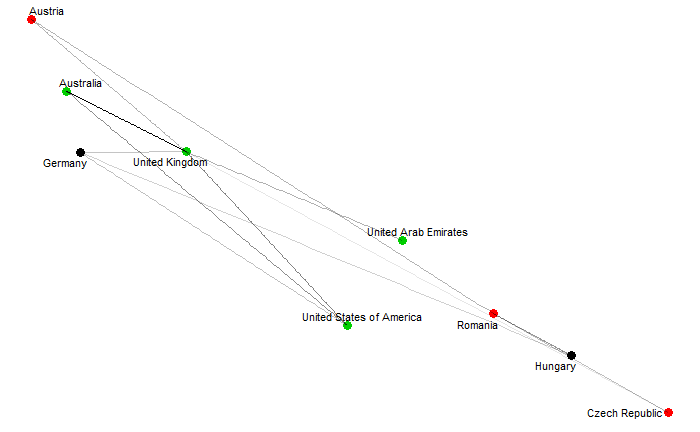 Austria
Australia
Germany
United Kingdom
United Arab Emirates
United States of America
Romania
Hungary
Czech Republic